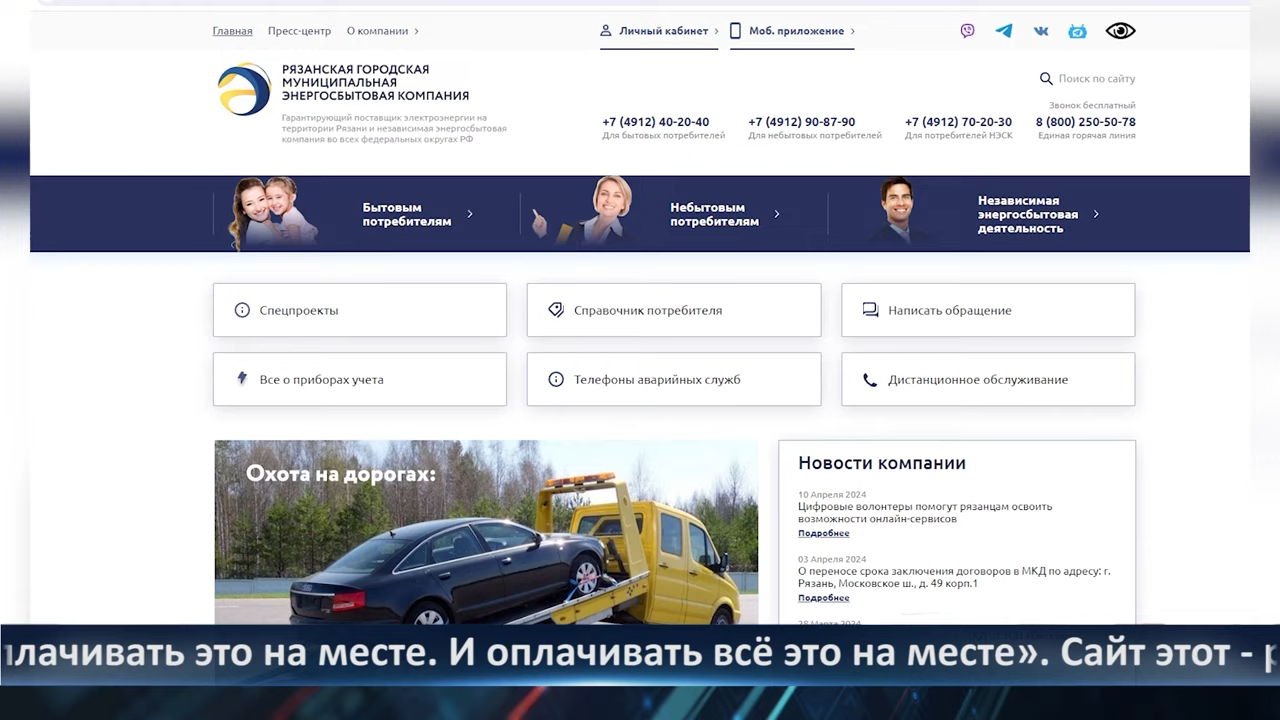 Главная Пресс-центр О компании
Личный кабинет Моб. приложение
РЯЗАНСКАЯ ГОРОДСКАЯ
МУНИЦИПАЛЬНАЯ
ЭНЕРГОСБЫТОВАЯ КОМПАНИЯ
Гарантирующий поставщик электроэнергии на
территории Рязани и независимая энергосбытовая
компания во всех федеральных округах РФ
Поиск по сайту
Звонок бесплатный
+7 (4912) 40-20-40 +7 (4912) 90-87-90 +7 (4912) 70-20-30 8 (800) 250-50-78
Для бытовых потребителей Для небытовых потребителей Для потребителей НЭСК Единая горячая линия
Бытовым
потребителям
Небытовым
потребителям
Независимая
энергосбытовая
деятельность
Спецпроекты
Справочник потребителя
Написать обращение
Все о приборах учета
Телефоны аварийных служб
Дистанционное обслуживание
Охота на дорогах:
Новости компании
10 Апреля 2024
Цифровые волонтеры помогут рязанцам освоить
возможности онлайн-сервисов
Подробнее
03 Апреля 2024
О переносе срока заключения договоров в МКД по адресу: г.
Рязань, Московское ш., д. 49 корп.1
Подробнее
28 Марта 2024
лачивать это на месте. И оплачивать всё это на месте». Сайт этот -